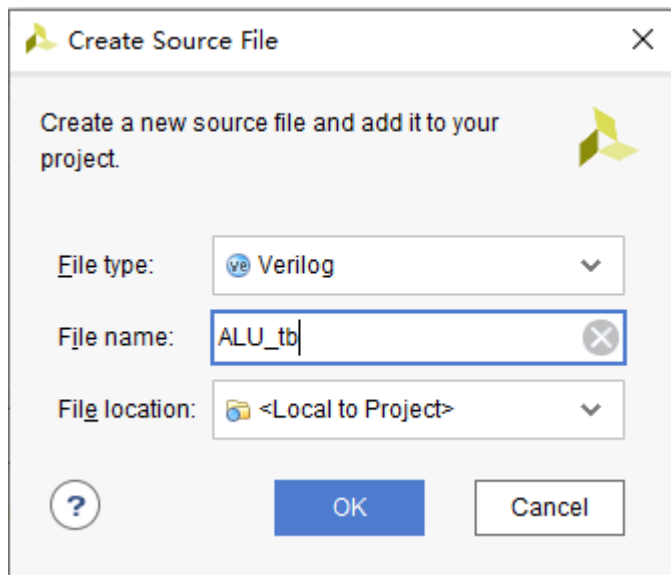 Create Source File
Create a new source file and add it to your
project.
File type:
Verilog
File name:
ALU_tb
File location:
<Local to Project>
?
OK
Cancel